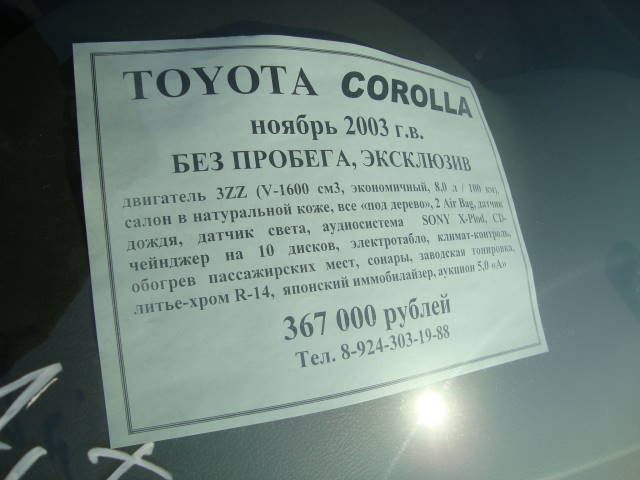 TOYOTA COROLLA
ноябрь 2003 г.в.
БЕЗ ПРОБЕГА, ЭКСКЛЮЗИВ
двигатель 3ZZ (V-1600 см3, экономичный, 8,0 л / 100 км),
салон в натуральной коже, все «под дерево», 2 Air Bag, датчик
дождя, датчик света, аудиосистема SONY X-Plod, CD-
чейнджер на 10 дисков, электротабло, климат-контроль,
обогрев пассажирских мест, сонары, заводская тонировка,
литье-хром R-14, японский иммобилайзер, аукцион 5,0 «А»
367 000 рублей
Тел. 8-924-303-19-88